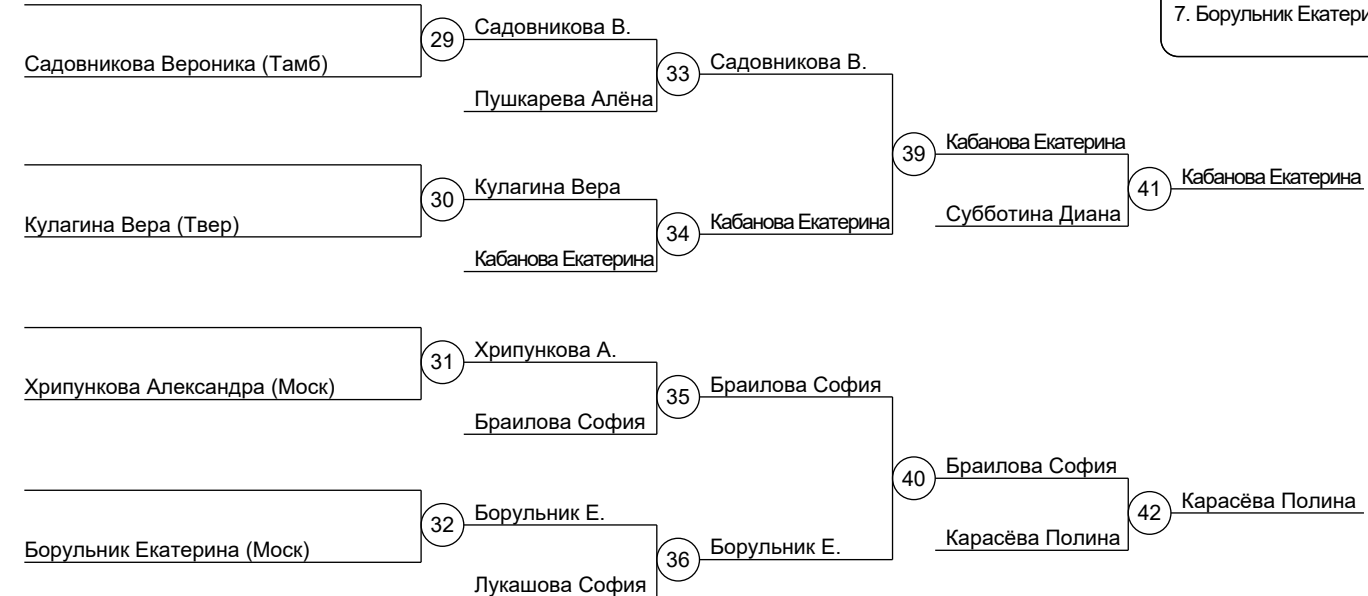 7. Борульник Екатери
29
Садовникова В.
Садовникова Вероника (Тамб)
33
Садовникова В.
Пушкарева Алёна
39
Кабанова Екатерина
30
Кулагина Вера
41
Кабанова Екатерина
Кулагина Вера (Твер)
34
Кабанова Екатерина
Субботина Диана
Кабанова Екатерина
31
Хрипункова А.
Хрипункова Александра (Моск)
35
Браилова София
Браилова София
40
Браилова София
32
Борульник Е.
42
Карасёва Полина
Борульник Екатерина (Моск)
36
Борульник Е.
Карасёва Полина
Лукашова София